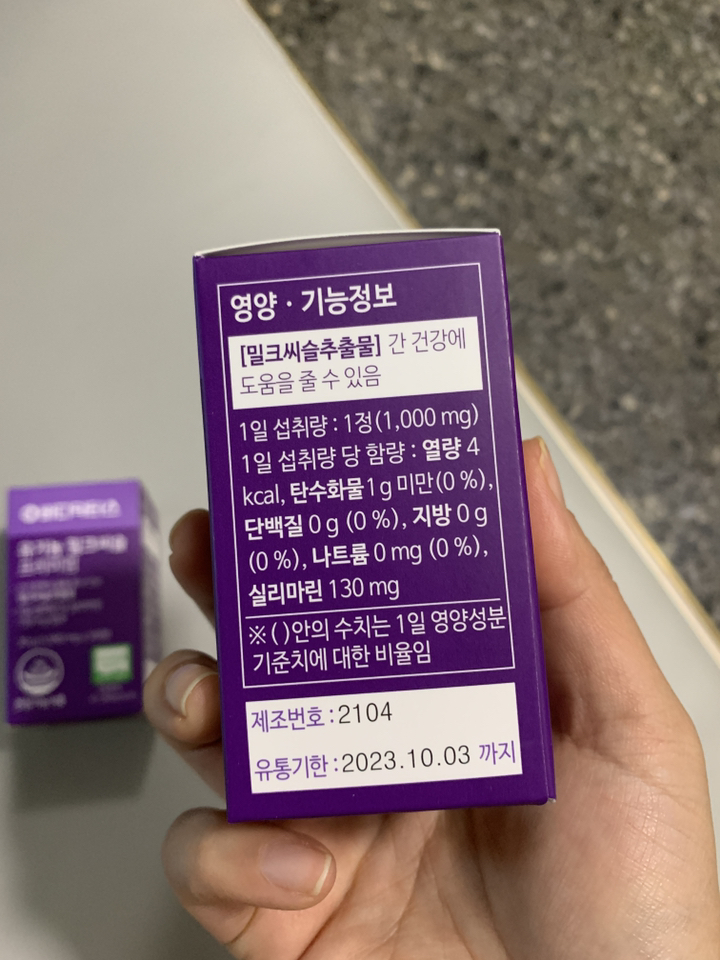 영양 · 기능정보
[밀크씨슬추출물] 간 건강에
도움을 줄 수 있음
1일 섭취량 : 1정(1,000 mg)
1일 섭취량 당 함량 : 열량 4
kcal, 탄수화물 1 g 미만(0 %),
단백질 0 g (0 %), 지방 0 g
(0 %), 나트륨 0 mg (0 %),
실리마린 130 mg
※ ( )안의 수치는 1일 영양성분
기준치에 대한 비율임
제조번호 : 2104
유통기한 : 2023.10.03 까지
밀크씨슬